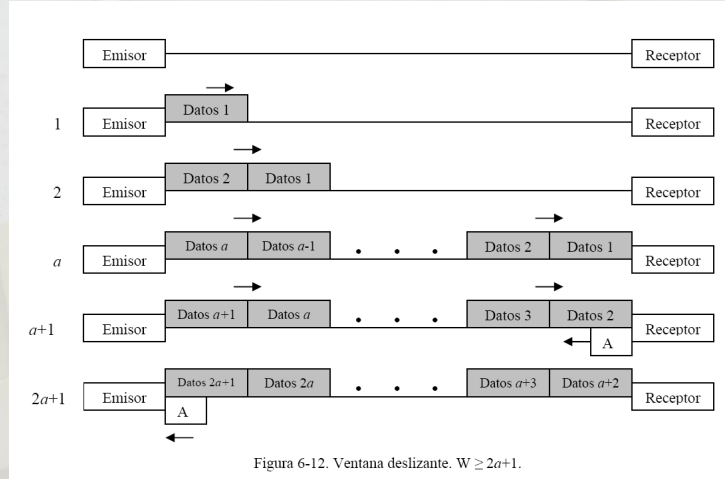 Emisor Receptor
Datos 1
1 Emisor Receptor
Datos 2 Datos 1
2 Emisor Receptor
Datos a Datos a-1 . . . Datos 2 Datos 1
a Emisor Receptor
Datos a+1 Datos a . . . Datos 3 Datos 2
a+1 Emisor Receptor
A
Datos 2a+1 Datos 2a . . . Datos a+3 Datos a+2
2a+1 Emisor Receptor
A
Figura 6-12. Ventana deslizante. W ≥ 2a+1.